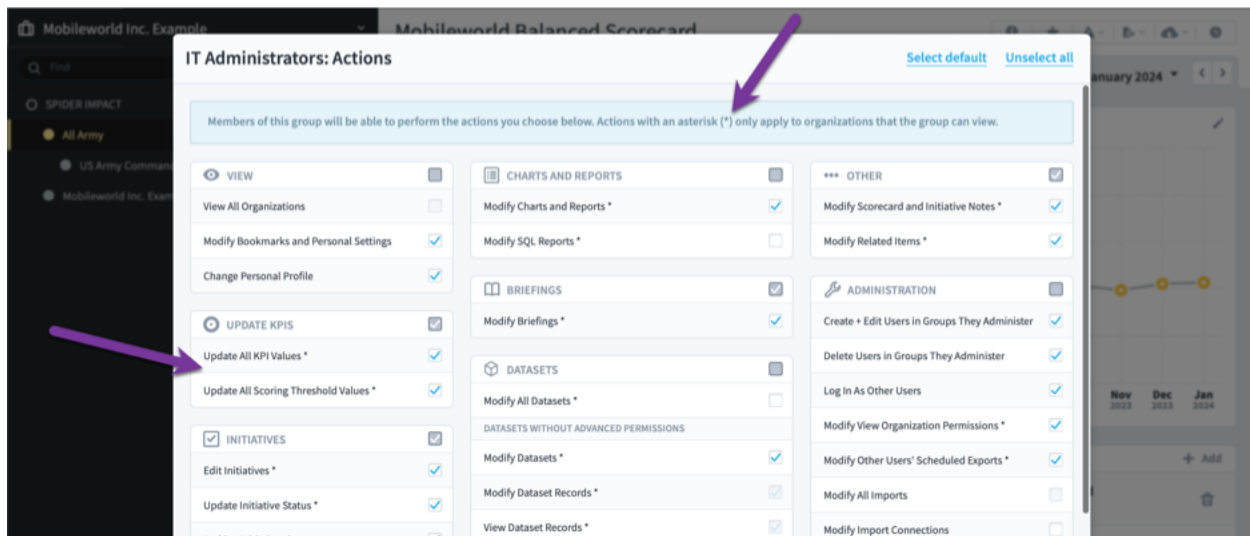 Mobileworld Inc. Example
Mobileworld Balanced Scorecard
Find
SPIDER IMPACT
All Army
US Army Command
Mobileworld Inc. Exam
January 2024
IT Administrators: Actions
Select default
Unselect all
Members of this group will be able to perform the actions you choose below. Actions with an asterisk (*) only apply to organizations that the group can view.
VIEW
View All Organizations
Modify Bookmarks and Personal Settings
Change Personal Profile
UPDATE KPIS
Update All KPI Values *
Update All Scoring Threshold Values *
INITIATIVES
Edit Initiatives *
Update Initiative Status *
CHARTS AND REPORTS
Modify Charts and Reports *
Modify SQL Reports *
BRIEFINGS
Modify Briefings *
DATASETS
Modify All Datasets *
DATASETS WITHOUT ADVANCED PERMISSIONS
Modify Datasets *
Modify Dataset Records *
View Dataset Records *
OTHER
Modify Scorecard and Initiative Notes *
Modify Related Items *
ADMINISTRATION
Create + Edit Users in Groups They Administer
Delete Users in Groups They Administer
Log In As Other Users
Modify View Organization Permissions *
Modify Other Users' Scheduled Exports *
Modify All Imports
Modify Import Connections
Nov Dec Jan
2023 2023 2024
+ Add